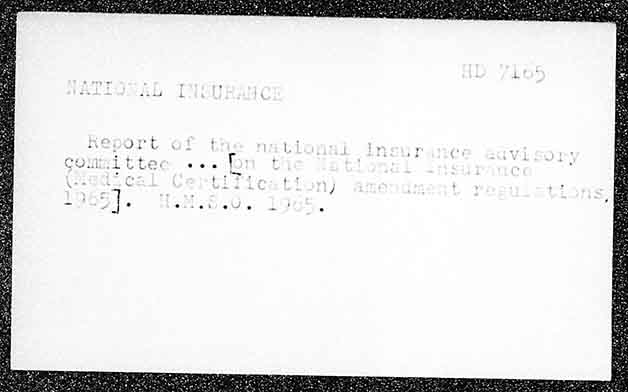 HD 7165
NATIONAL INSURANCE
Report of the national insurance advisory
committee ... [on the National Insurance
(Medical Certification) amendment regulations,
1965]. H.M.S.O. 1965.